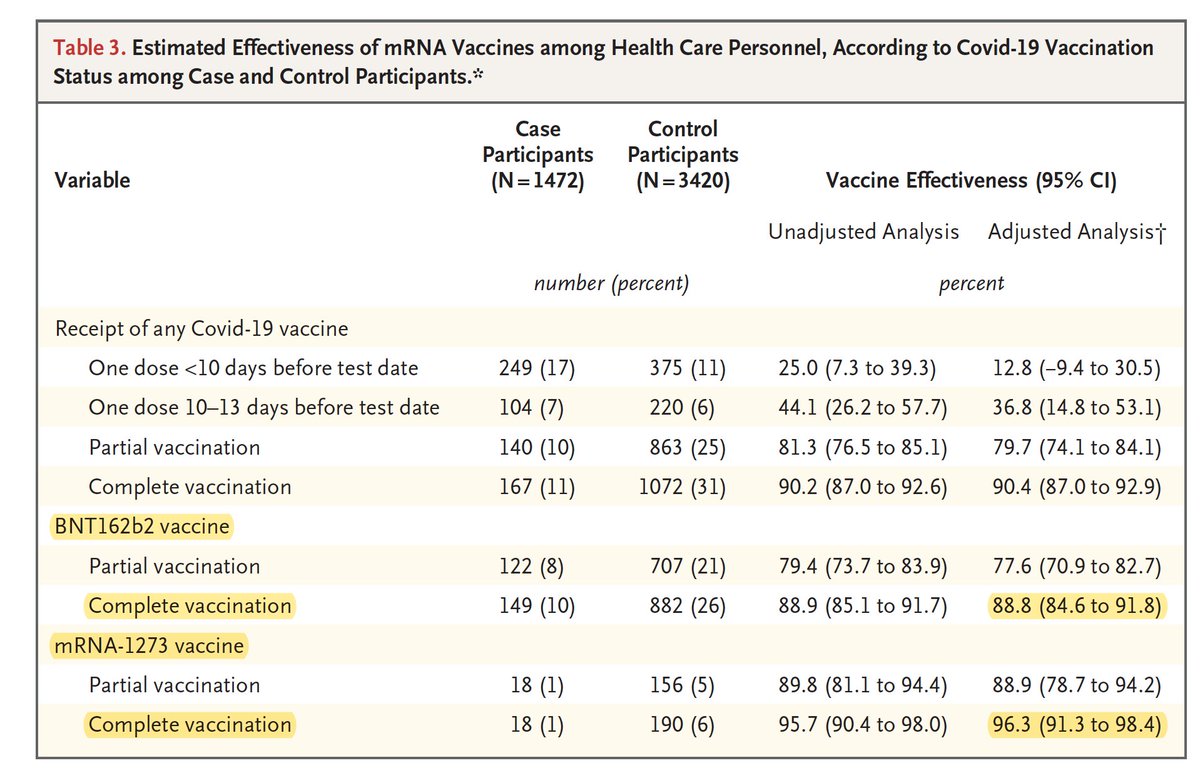 Table 3. Estimated Effectiveness of mRNA Vaccines among Health Care Personnel, According to Covid-19 Vaccination
Status among Case and Control Participants.*
Variable
Case
Participants
(N=1472)
Control
Participants
(N=3420)
Vaccine Effectiveness (95% CI)
Unadjusted Analysis Adjusted Analysis†
number (percent) percent
Receipt of any Covid-19 vaccine
One dose <10 days before test date 249 (17) 375 (11) 25.0 (7.3 to 39.3) 12.8 (–9.4 to 30.5)
One dose 10–13 days before test date 104 (7) 220 (6) 44.1 (26.2 to 57.7) 36.8 (14.8 to 53.1)
Partial vaccination 140 (10) 863 (25) 81.3 (76.5 to 85.1) 79.7 (74.1 to 84.1)
Complete vaccination 167 (11) 1072 (31) 90.2 (87.0 to 92.6) 90.4 (87.0 to 92.9)
BNT162b2 vaccine
Partial vaccination 122 (8) 707 (21) 79.4 (73.7 to 83.9) 77.6 (70.9 to 82.7)
Complete vaccination 149 (10) 882 (26) 88.9 (85.1 to 91.7) 88.8 (84.6 to 91.8)
mRNA-1273 vaccine
Partial vaccination 18 (1) 156 (5) 89.8 (81.1 to 94.4) 88.9 (78.7 to 94.2)
Complete vaccination 18 (1) 190 (6) 95.7 (90.4 to 98.0) 96.3 (91.3 to 98.4)